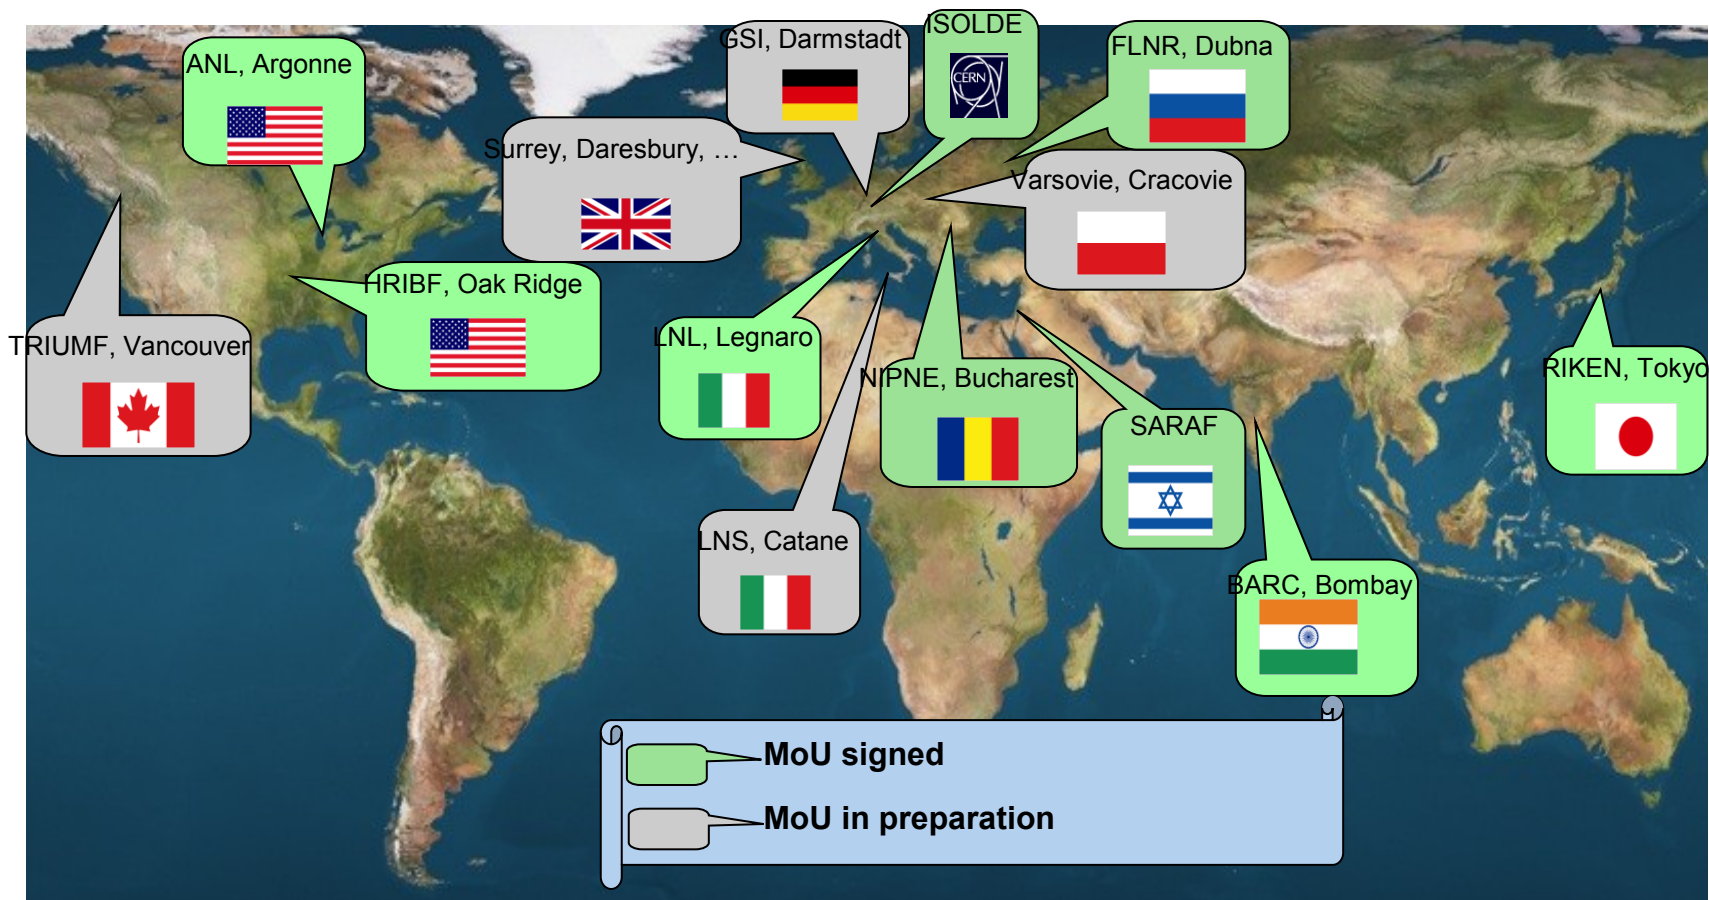 ISOLDE
GSI, Darmstadt
FLNR, Dubna
ANL, Argonne
CERN
Surrey, Daresbury, …
Varsovie, Cracovie
HRIBF, Oak Ridge
TRIUMF, Vancouver
LNL, Legnaro
NIPNE, Bucharest
RIKEN, Tokyo
SARAF
LNS, Catane
BARC, Bombay
MoU signed
MoU in preparation